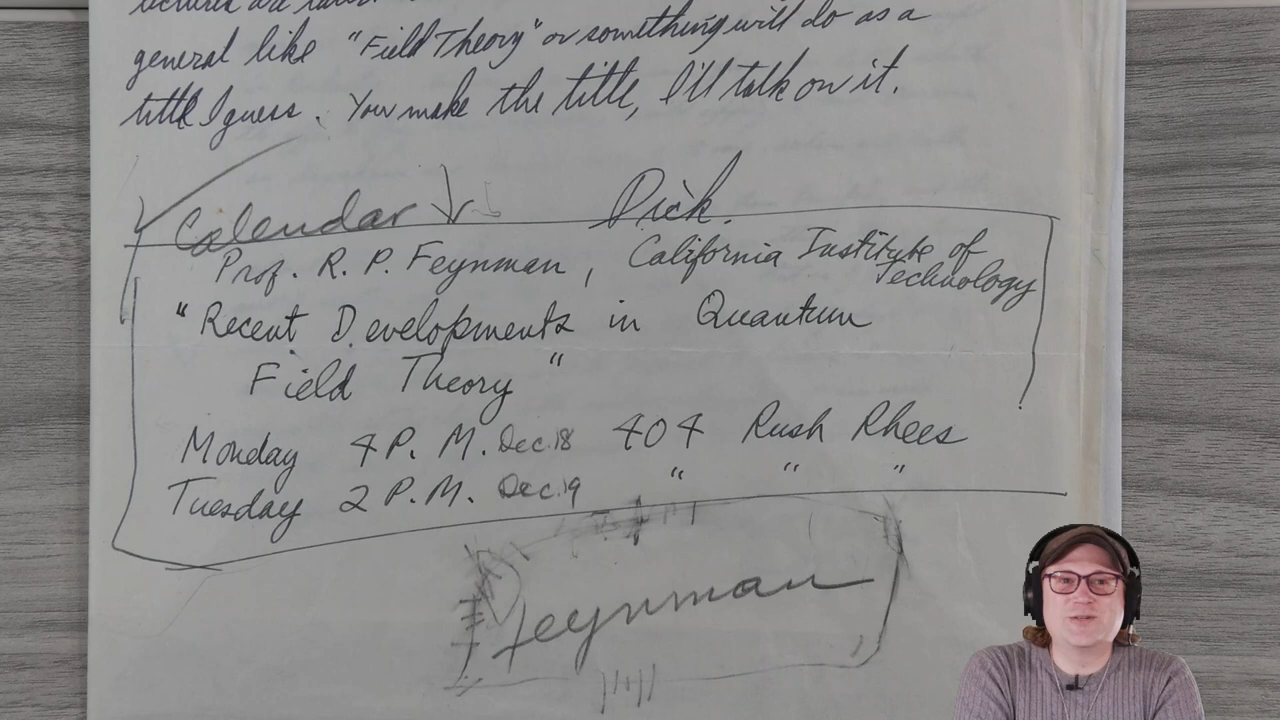 general like "Field Theory" or something will do as a
title I guess. You make the title, I'll talk on it.
Dick.
Calendar
Prof. R. P. Feynman, California Institute of
Technology
"Recent Developments in Quantum
Field Theory"
Monday 4 P. M. Dec. 18 404 Rush Rhees
Tuesday 2 P. M. Dec. 19 " " "
Feynman